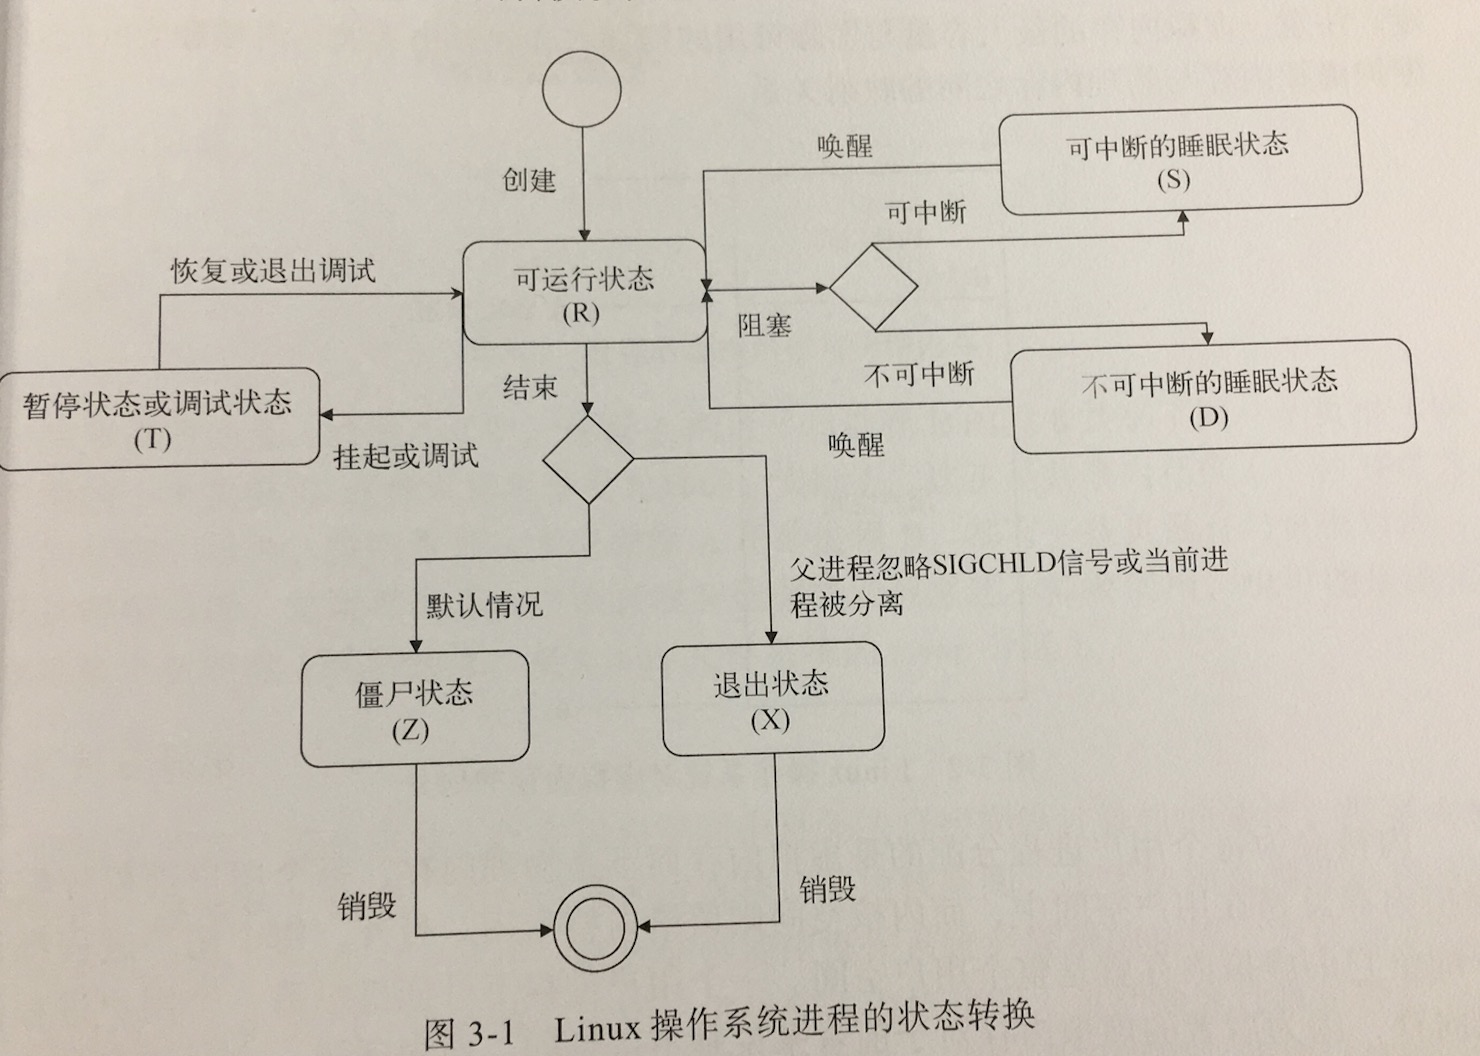 创建
唤醒
可中断的睡眠状态
(S)
可中断
恢复或退出调试
可运行状态
(R)
阻塞
结束
不可中断
不可中断的睡眠状态
(D)
唤醒
暂停状态或调试状态
(T)
挂起或调试
父进程忽略SIGCHLD信号或当前进
程被分离
默认情况
僵尸状态
(Z)
退出状态
(X)
销毁
销毁
图 3-1 Linux 操作系统进程的状态转换